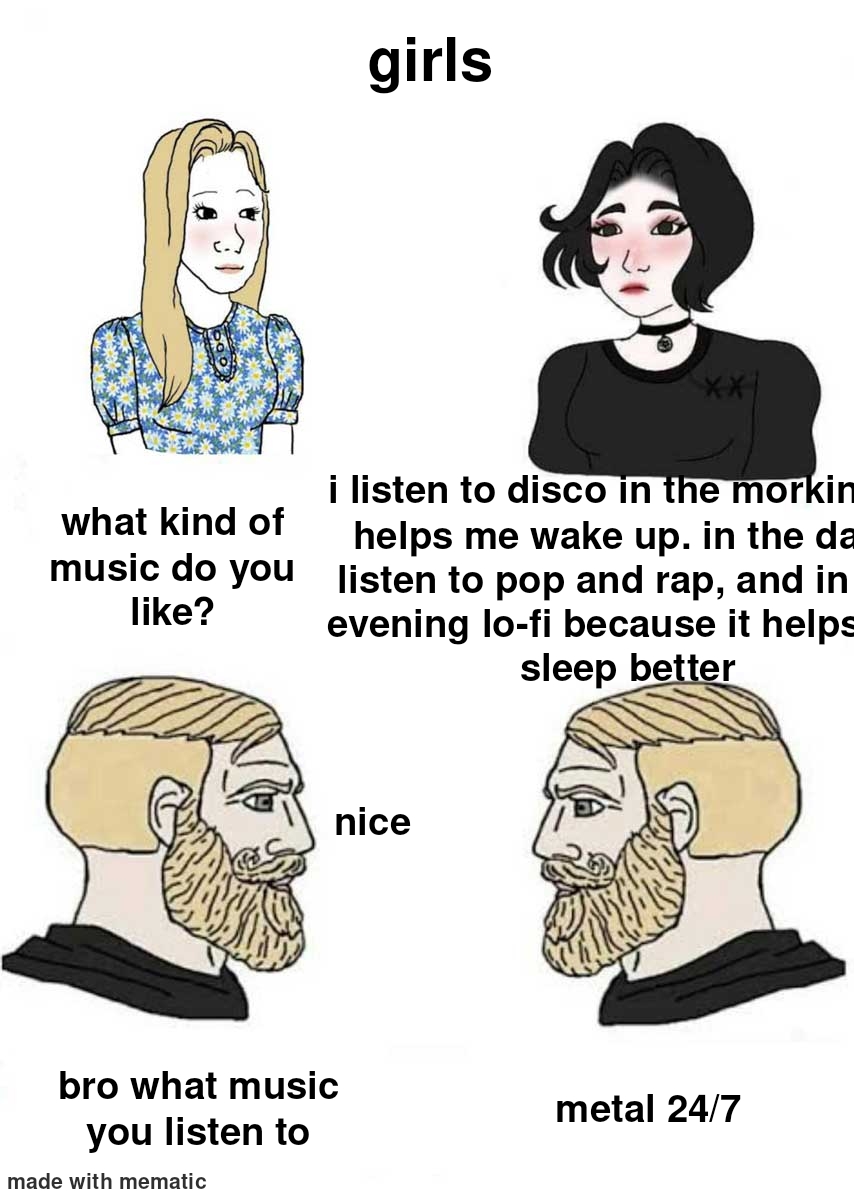 girls
what kind of
music do you
like?
i listen to disco in the morkin
helps me wake up. in the da
listen to pop and rap, and in
evening lo-fi because it helps
sleep better
nice
bro what music
you listen to
metal 24/7
made with mematic